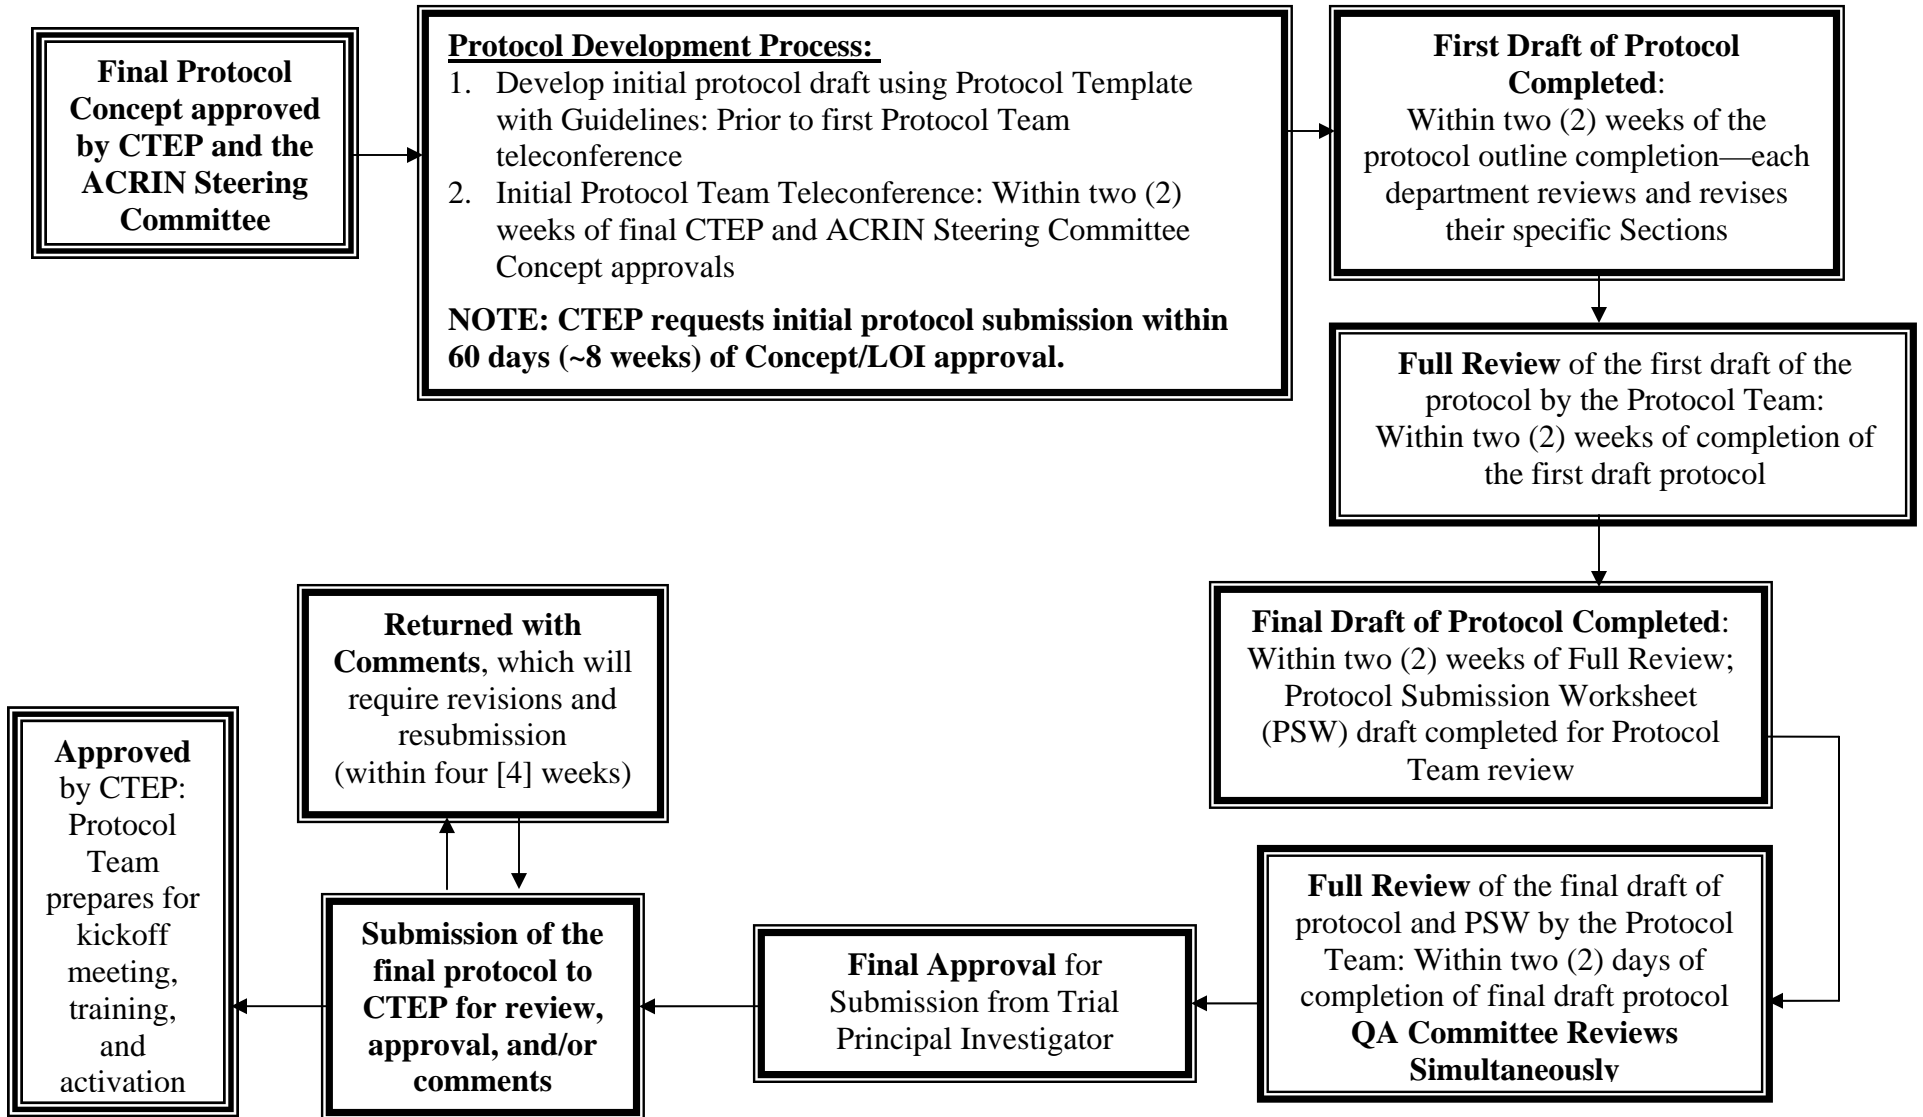 Final Protocol
Concept approved
by CTEP and the
ACRIN Steering
Committee
Protocol Development Process:
1. Develop initial protocol draft using Protocol Template
with Guidelines: Prior to first Protocol Team
teleconference
2. Initial Protocol Team Teleconference: Within two (2)
weeks of final CTEP and ACRIN Steering Committee
Concept approvals
NOTE: CTEP requests initial protocol submission within
60 days (~8 weeks) of Concept/LOI approval.
First Draft of Protocol
Completed:
Within two (2) weeks of the
protocol outline completion—each
department reviews and revises
their specific Sections
Full Review of the first draft of the
protocol by the Protocol Team:
Within two (2) weeks of completion of
the first draft protocol
Final Draft of Protocol Completed:
Within two (2) weeks of Full Review;
Protocol Submission Worksheet
(PSW) draft completed for Protocol
Team review
Full Review of the final draft of
protocol and PSW by the Protocol
Team: Within two (2) days of
completion of final draft protocol
QA Committee Reviews
Simultaneously
Final Approval for
Submission from Trial
Principal Investigator
Submission of the
final protocol to
CTEP for review,
approval, and/or
comments
Returned with
Comments, which will
require revisions and
resubmission
(within four [4] weeks)
Approved
by CTEP:
Protocol
Team
prepares for
kickoff
meeting,
training,
and
activation